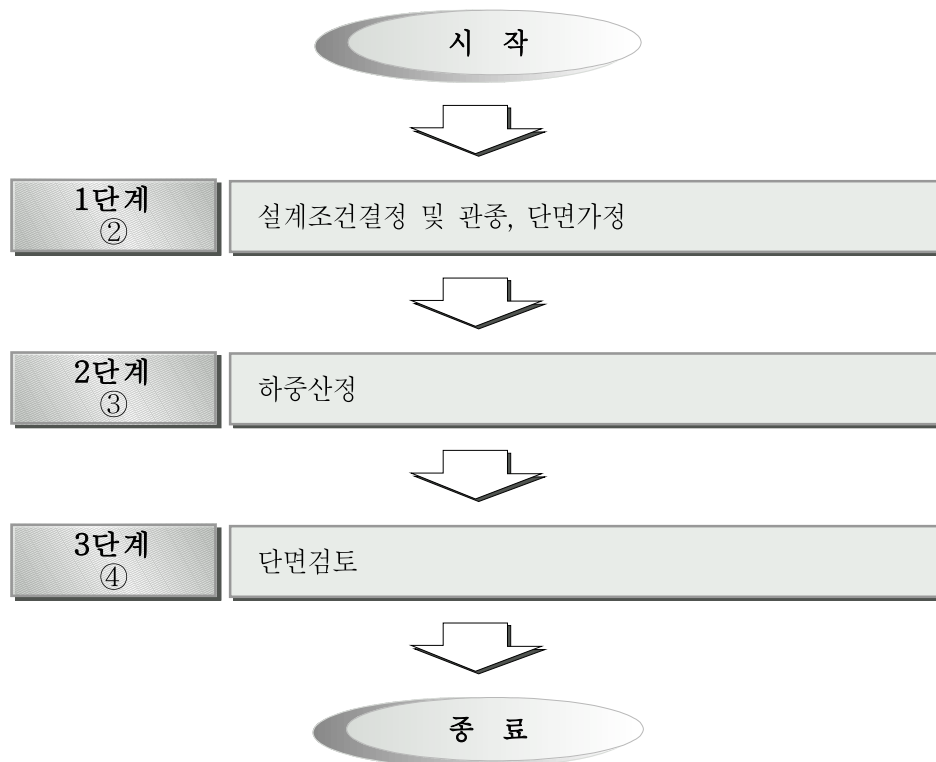 시 작
1단계
②
설계조건결정 및 관종, 단면가정
2단계
③
하중산정
3단계
④
단면검토
종 료